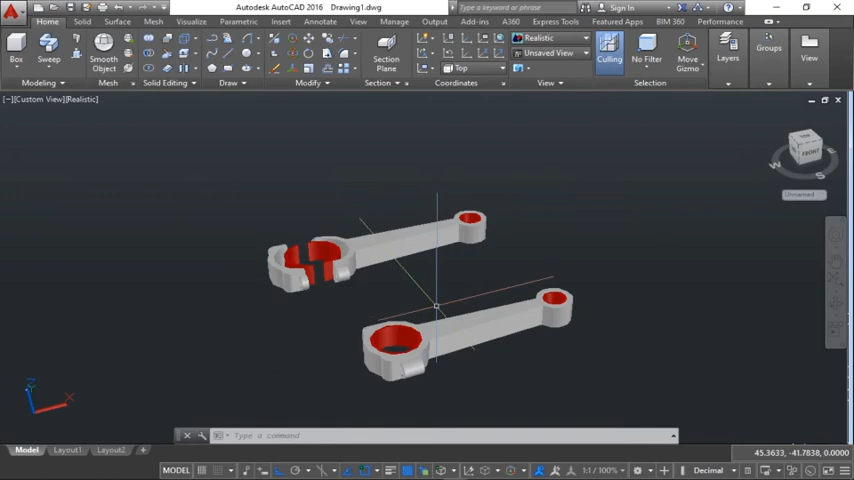 Autodesk AutoCAD 2016 Drawing1.dwg
Type a keyword or phrase
Sign In
Home Solid Surface Mesh Visualize Parametric Insert Annotate View Manage Output Add-ins A360 Express Tools Featured Apps BIM 360 Performance
Box
Sweep
Smooth Object
Section Plane
Realistic
Unsaved View
Top
Culling
No Filter
Move Gizmo
Layers
Groups
View
Modeling
Mesh
Solid Editing
Draw
Modify
Section
Coordinates
Selection
[−][Custom View][Realistic]
TOP
FRONT
W
S
E
Unnamed
X
Z
Type a command
Model Layout1 Layout2 +
45.3633, -41.7838, 0.0000
MODEL
1:1 / 100%
Decimal